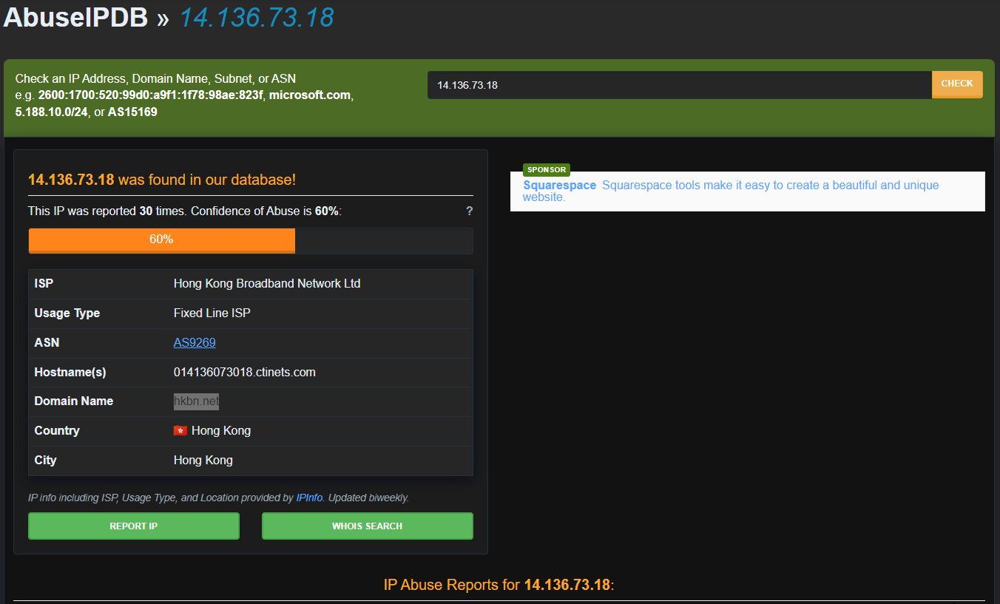 AbuseIPDB » 14.136.73.18
Check an IP Address, Domain Name, Subnet, or ASN
e.g. 2600:1700:520:99d0:a9f1:1f78:98ae:823f, microsoft.com,
5.188.10.0/24, or AS15169
14.136.73.18
CHECK
14.136.73.18 was found in our database!
This IP was reported 30 times. Confidence of Abuse is 60%:
?
60%
ISP Hong Kong Broadband Network Ltd
Usage Type Fixed Line ISP
ASN AS9269
Hostname(s) 014136073018.ctinets.com
Domain Name hkbn.net
Country Hong Kong
City Hong Kong
IP info including ISP, Usage Type, and Location provided by IPInfo. Updated biweekly.
REPORT IP
WHOIS SEARCH
SPONSOR
Squarespace Squarespace tools make it easy to create a beautiful and unique
website.
IP Abuse Reports for 14.136.73.18: